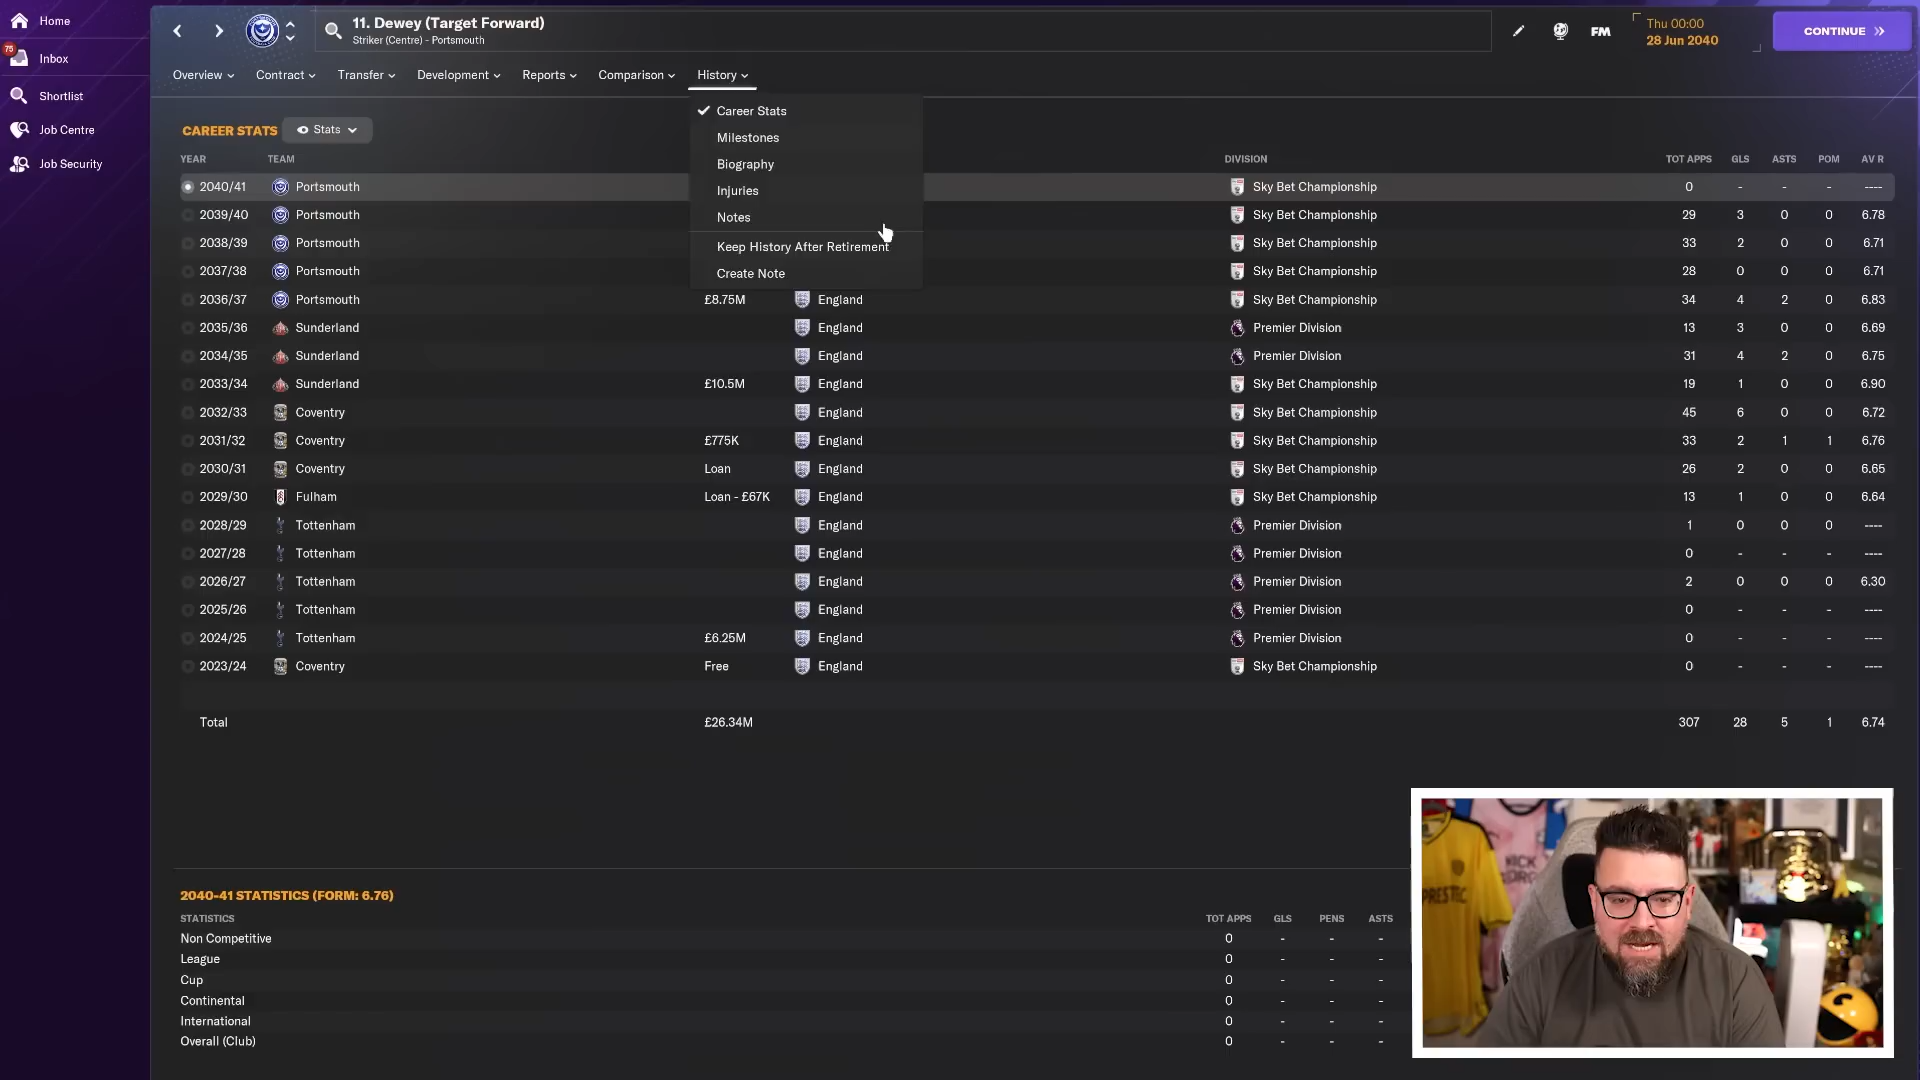 Home
75
Inbox
Shortlist
Job Centre
Job Security
11. Dewey (Target Forward)
Striker (Centre) - Portsmouth
FM
Thu 00:00
28 Jun 2040
CONTINUE
Overview Contract Transfer Development Reports Comparison History
Career Stats
Milestones
Biography
Injuries
Notes
Keep History After Retirement
Create Note
CAREER STATS Stats
YEAR TEAM DIVISION TOT APPS GLS ASTS POM AV R
2040/41 Portsmouth Sky Bet Championship 0 - - - ----
2039/40 Portsmouth Sky Bet Championship 29 3 0 0 6.78
2038/39 Portsmouth Sky Bet Championship 33 2 0 0 6.71
2037/38 Portsmouth Sky Bet Championship 28 0 0 0 6.71
2036/37 Portsmouth £8.75M England Sky Bet Championship 34 4 2 0 6.83
2035/36 Sunderland England Premier Division 13 3 0 0 6.69
2034/35 Sunderland England Premier Division 31 4 2 0 6.75
2033/34 Sunderland £10.5M England Sky Bet Championship 19 1 0 0 6.90
2032/33 Coventry England Sky Bet Championship 45 6 0 0 6.72
2031/32 Coventry £775K England Sky Bet Championship 33 2 1 1 6.76
2030/31 Coventry Loan England Sky Bet Championship 26 2 0 0 6.65
2029/30 Fulham Loan - £67K England Sky Bet Championship 13 1 0 0 6.64
2028/29 Tottenham England Premier Division 1 0 0 0 ----
2027/28 Tottenham England Premier Division 0 - - - ----
2026/27 Tottenham England Premier Division 2 0 0 0 6.30
2025/26 Tottenham England Premier Division 0 - - - ----
2024/25 Tottenham £6.25M England Premier Division 0 - - - ----
2023/24 Coventry Free England Sky Bet Championship 0 - - - ----
Total £26.34M 307 28 5 1 6.74
2040-41 STATISTICS (FORM: 6.76)
STATISTICS TOT APPS GLS PENS ASTS
Non Competitive 0 - - -
League 0 - - -
Cup 0 - - -
Continental 0 - - -
International 0 - - -
Overall (Club) 0 - - -